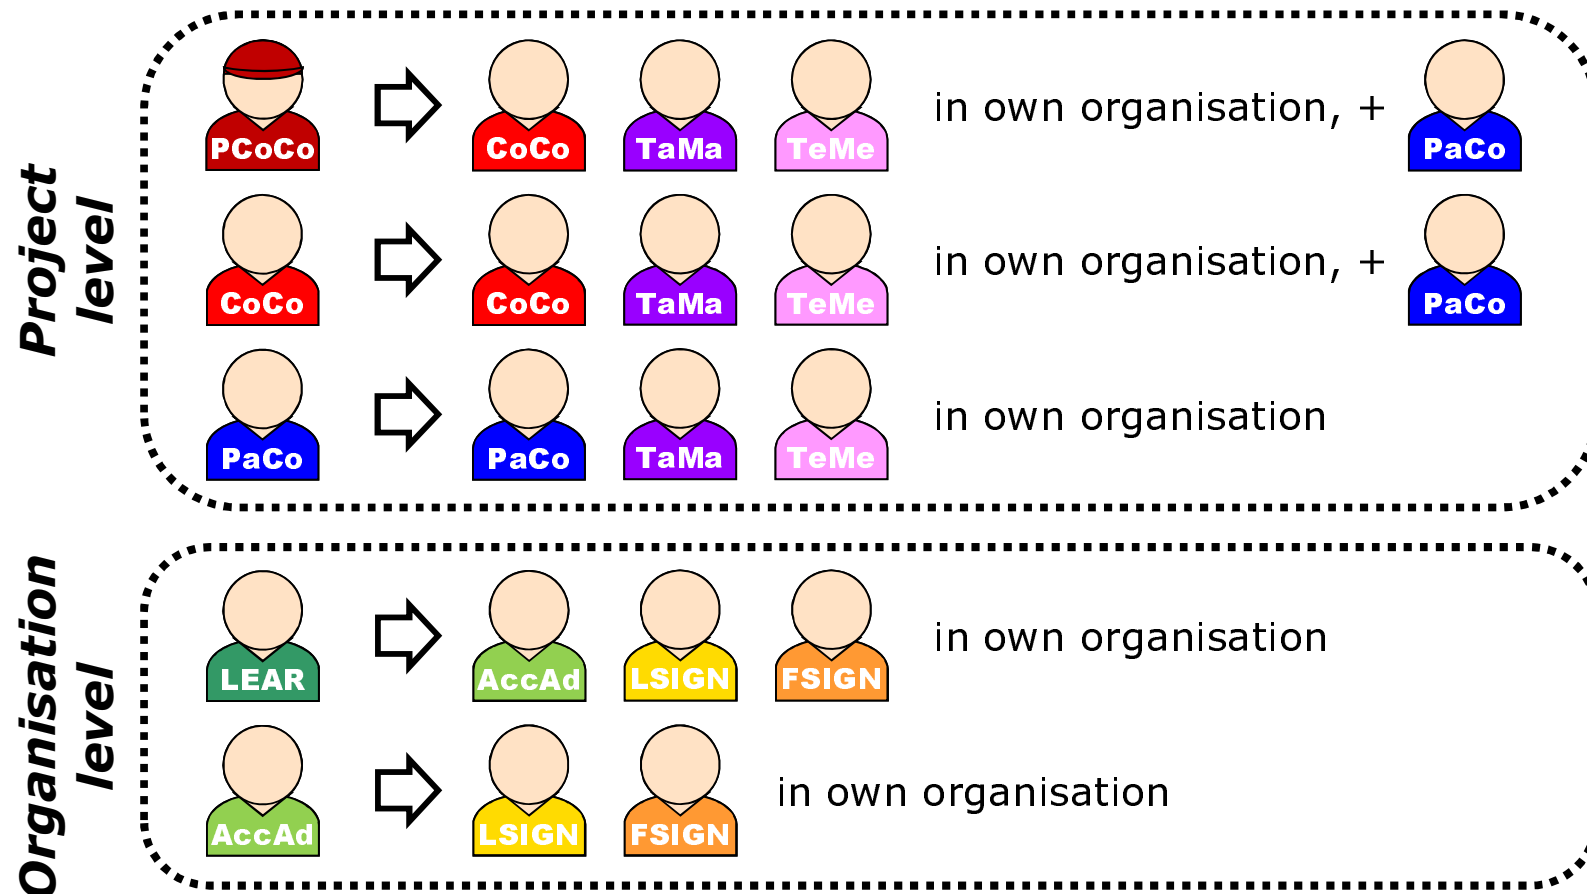 Project
level
PCoCo CoCo TaMa TeMe in own organisation, + PaCo
CoCo CoCo TaMa TeMe in own organisation, + PaCo
PaCo PaCo TaMa TeMe in own organisation
Organisation
level
LEAR AccAd LSIGN FSIGN in own organisation
AccAd LSIGN FSIGN in own organisation